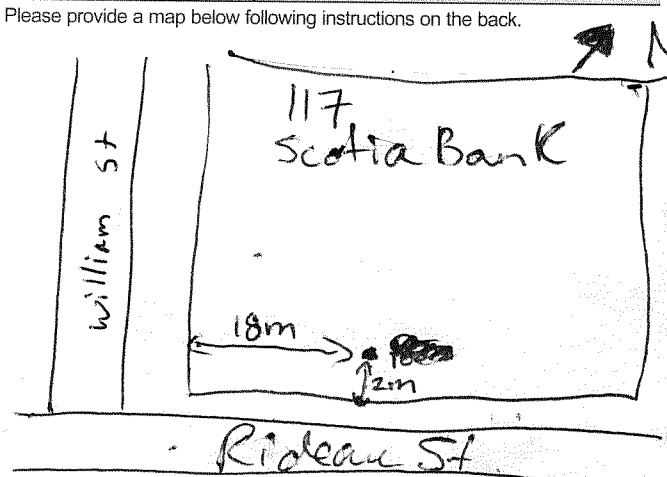 Please provide a map below following instructions on the back.
N
117
Scotia Bank
William St
18m
2m
Rideau St